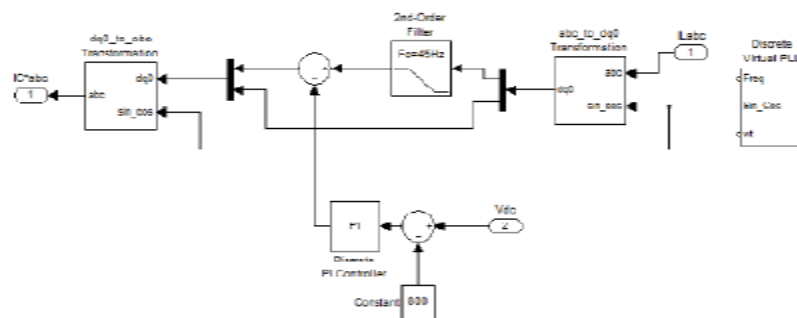 2nd-Order
Filter
Fo=45Hz
dq0_to_abc
Transformation
dq0
abc
sin_cos
IC*abc
1
abc_to_dq0
Transformation
abc
dq0
sin_cos
ILabc
1
Discrete
Virtual PLL
Freq
Sin_Cos
wt
PI
Discrete
PI Controller
Vdc
2
Constant
800